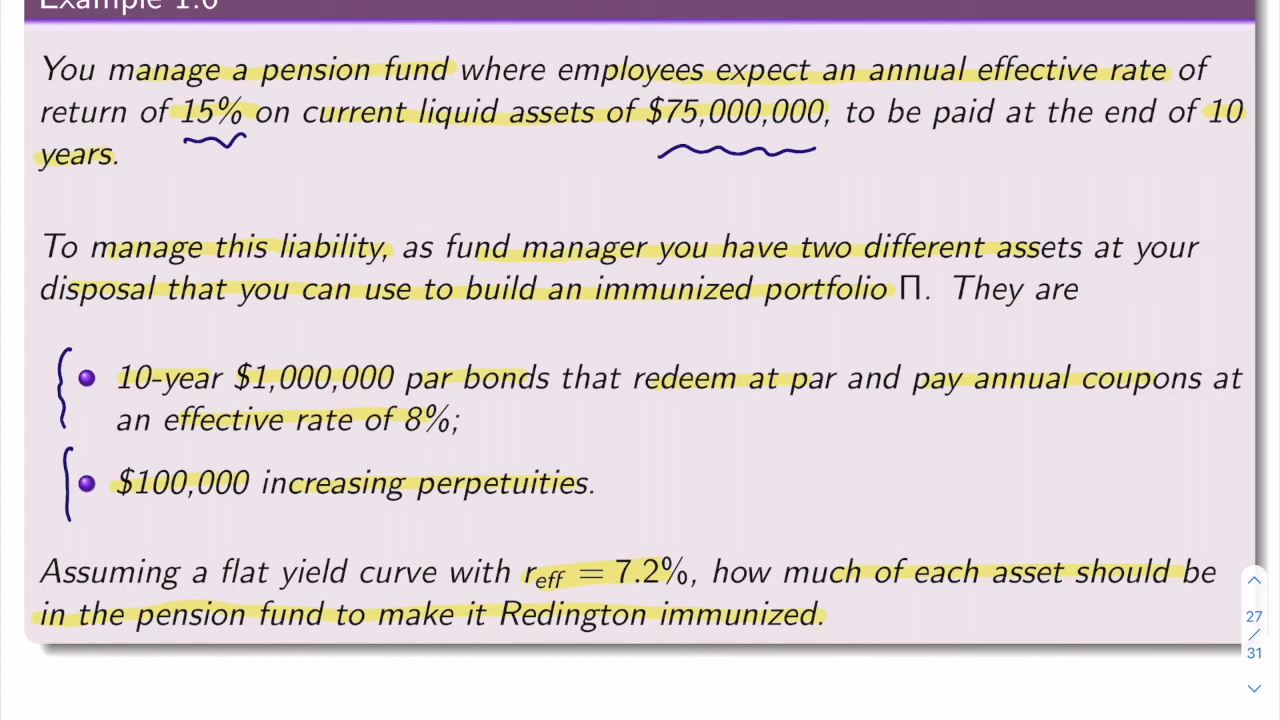 Example 1.6
You manage a pension fund where employees expect an annual effective rate of
return of 15% on current liquid assets of $75,000,000, to be paid at the end of 10
years.
To manage this liability, as fund manager you have two different assets at your
disposal that you can use to build an immunized portfolio Π. They are
10-year $1,000,000 par bonds that redeem at par and pay annual coupons at
an effective rate of 8%;
$100,000 increasing perpetuities.
Assuming a flat yield curve with r_eff = 7.2%, how much of each asset should be
in the pension fund to make it Redington immunized.
27
/
31